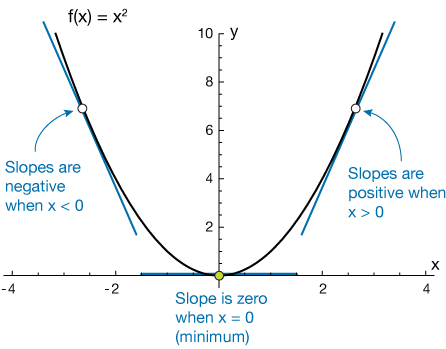 f(x) = x²
y
10
8
6
4
2
Slopes are
negative
when x < 0
Slopes are
positive when
x > 0
x
-4
-2
2
4
Slope is zero
when x = 0
(minimum)